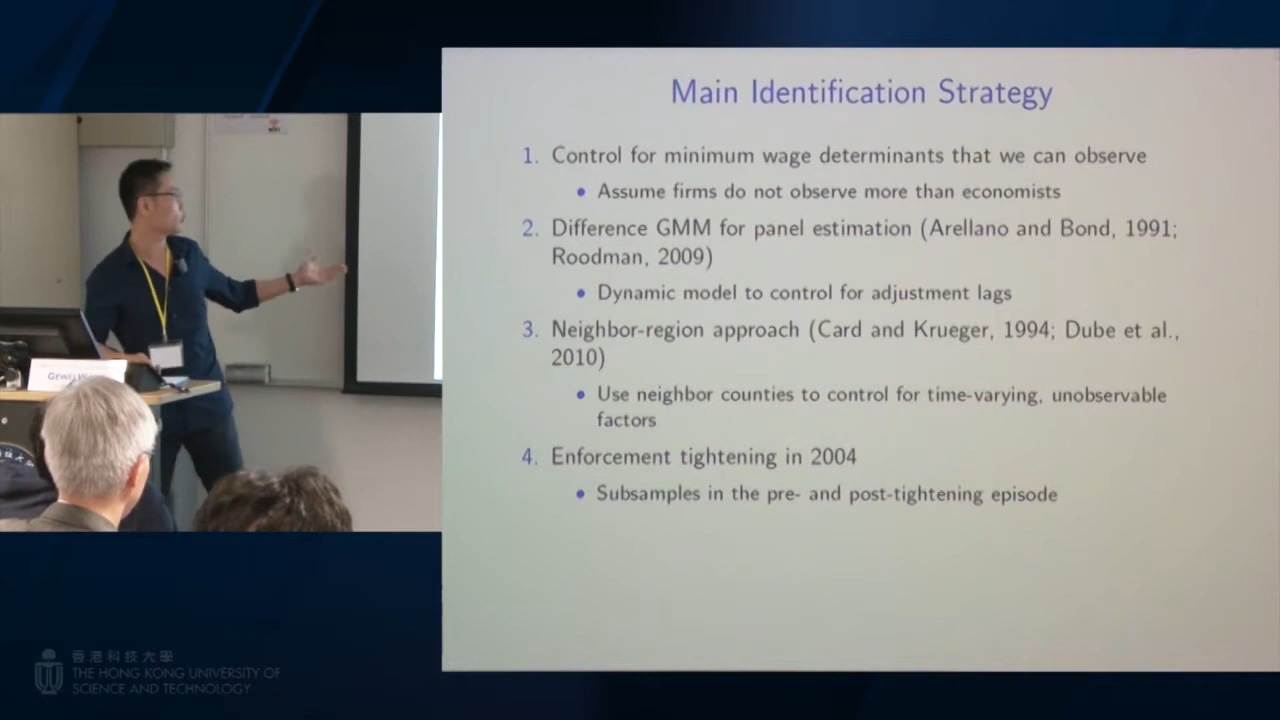 Main Identification Strategy
1. Control for minimum wage determinants that we can observe
• Assume firms do not observe more than economists
2. Difference GMM for panel estimation (Arellano and Bond, 1991;
Roodman, 2009)
• Dynamic model to control for adjustment lags
3. Neighbor-region approach (Card and Krueger, 1994; Dube et al.,
2010)
• Use neighbor counties to control for time-varying, unobservable
factors
4. Enforcement tightening in 2004
• Subsamples in the pre- and post-tightening episode
香港科技大學
THE HONG KONG UNIVERSITY OF
SCIENCE AND TECHNOLOGY